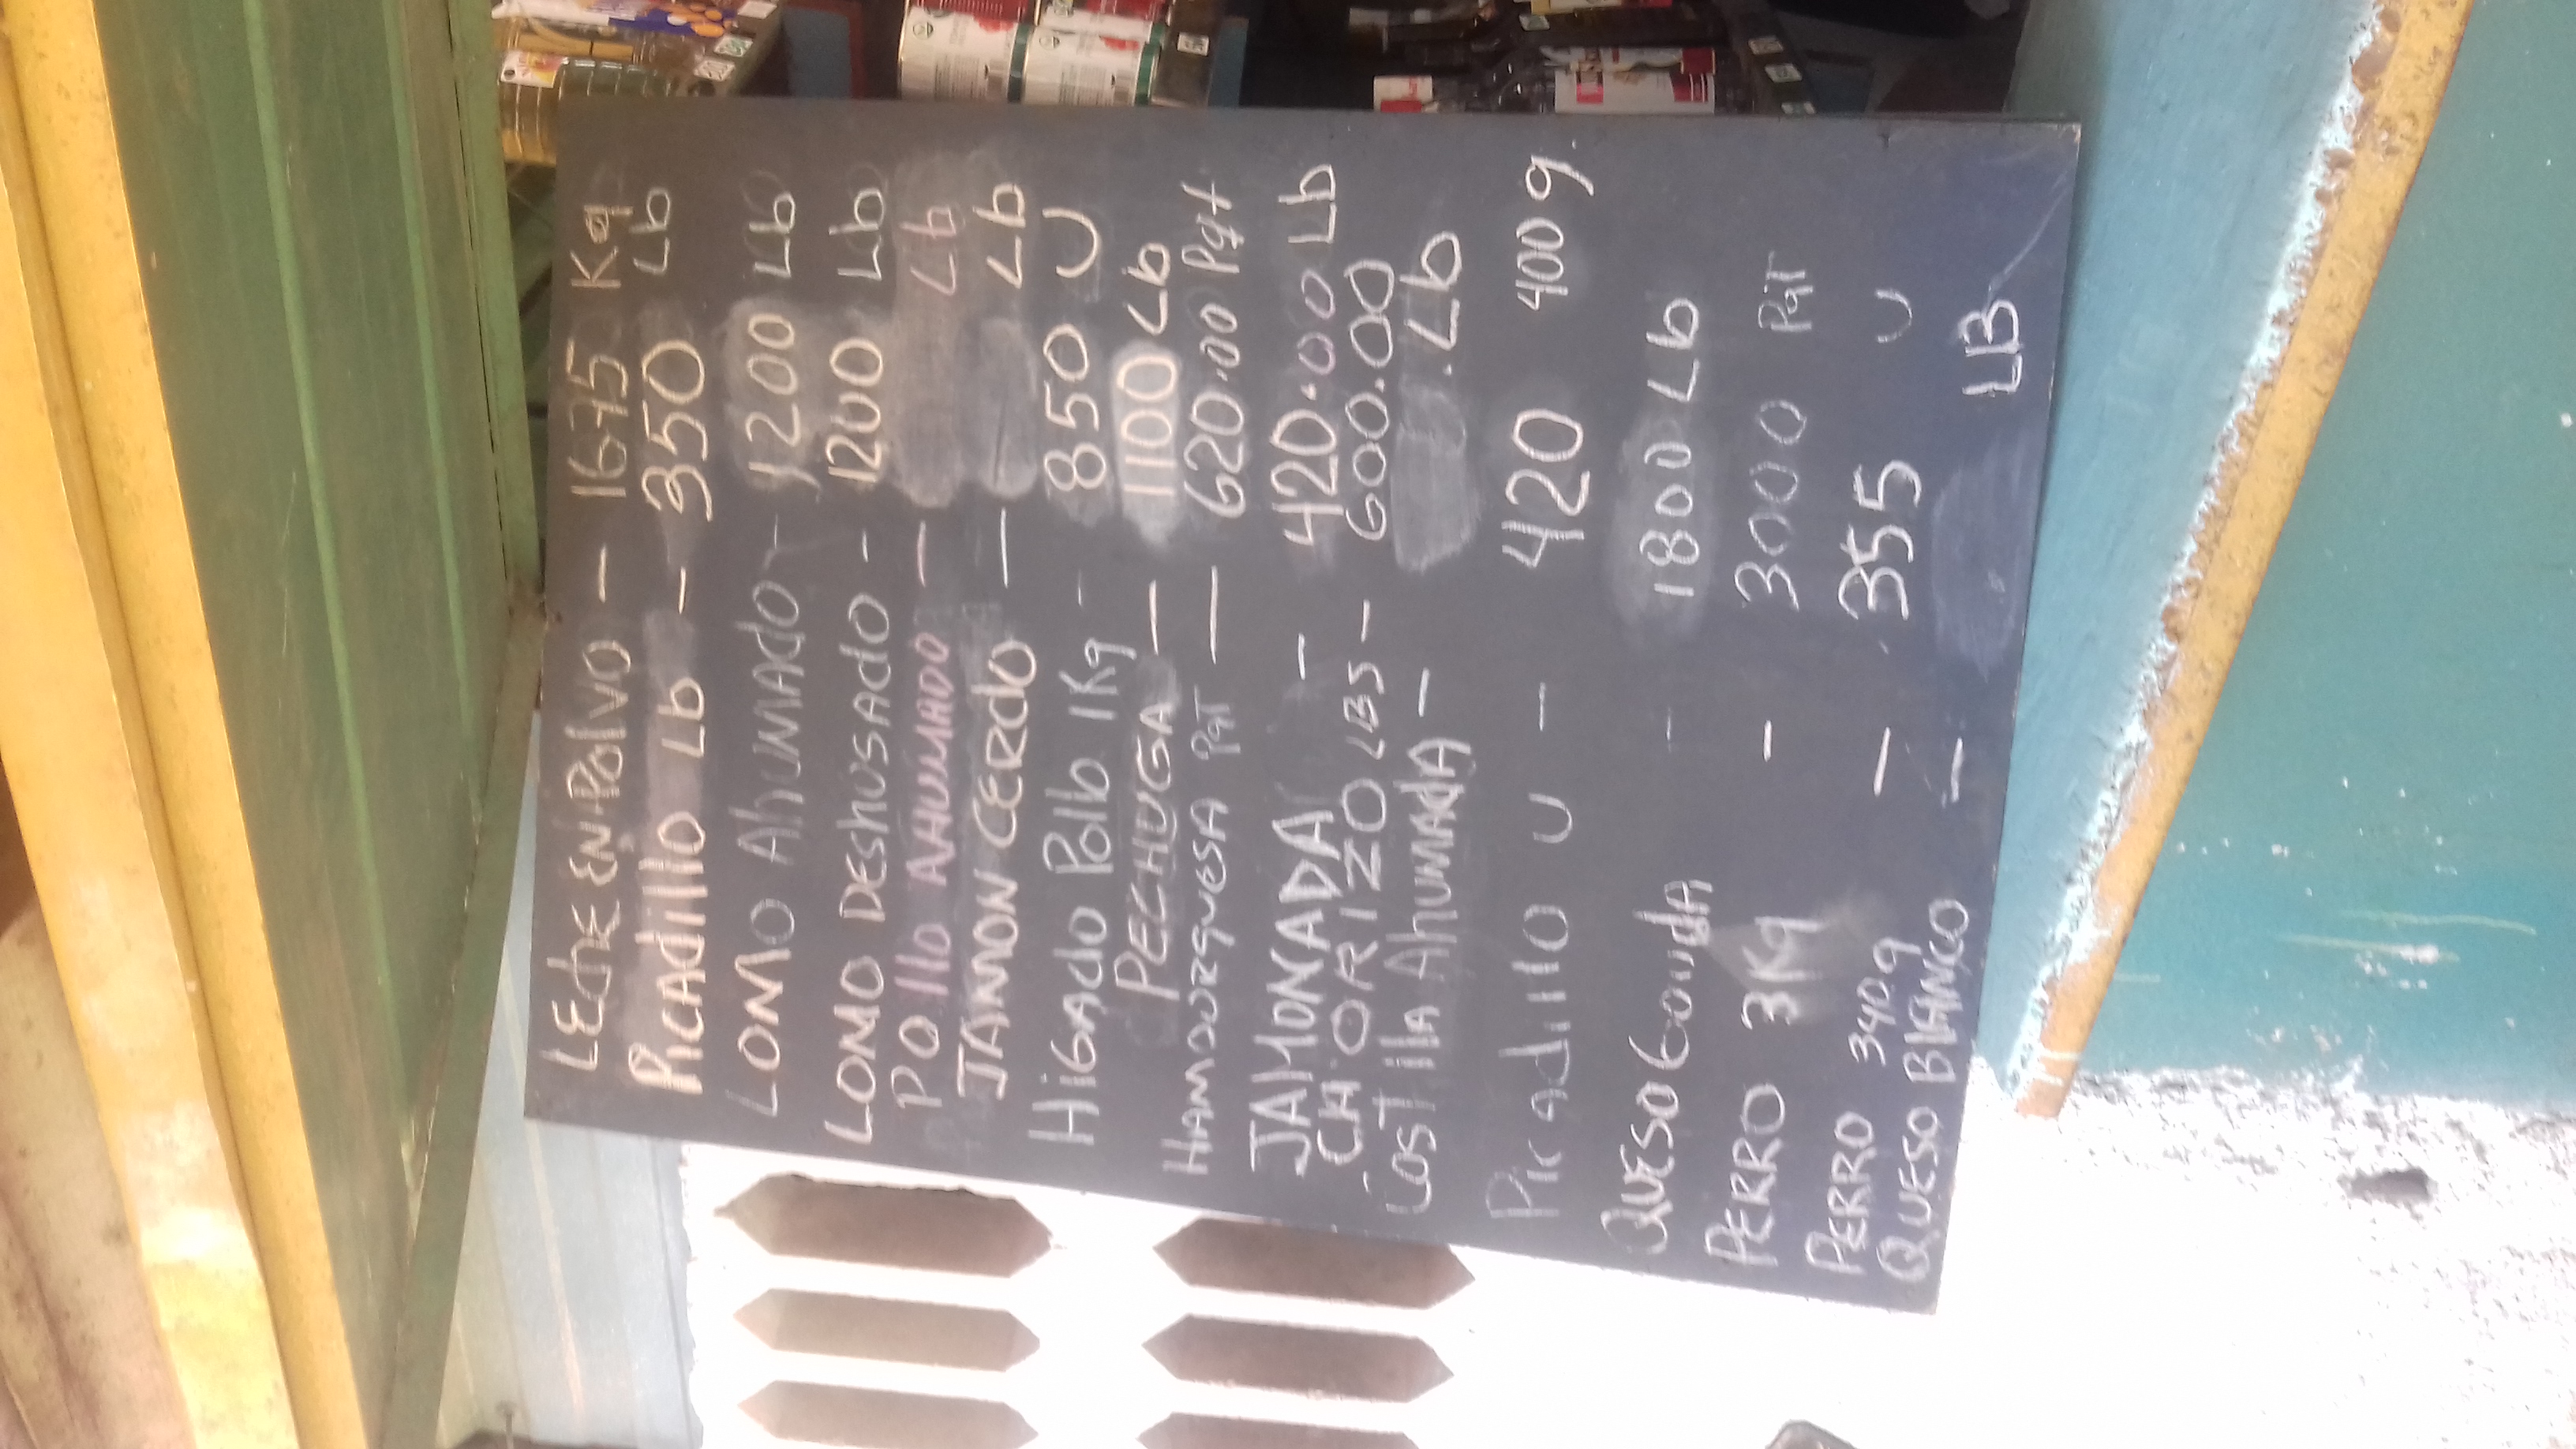 LECHE EN POLVO — 1675 Kg
PICAdillO Lb — 350 Lb
LOMO AhUMADO - 1200 Lb
LOMO DEShUSAdO - 1200 Lb
POllO AHUMADO — Lb
JAMON CERdO — Lb
HiGAdo Pollo 1Kg - 850 U
PECHUGA — 1100 Lb
HAMBURGUESA PqT — 620.00 Pqt
JAMONADA - 420.00 Lb
CHORIZO LBS — 600.00
COSTillA AhUMAdA — . Lb
PicAdillO U - 420 400 g.
QUESO GoudA - 1800 Lb
PERRO 3Kg - 3000 PqT
PERRO 340g — 355 U
QUESO BlANCO — LB